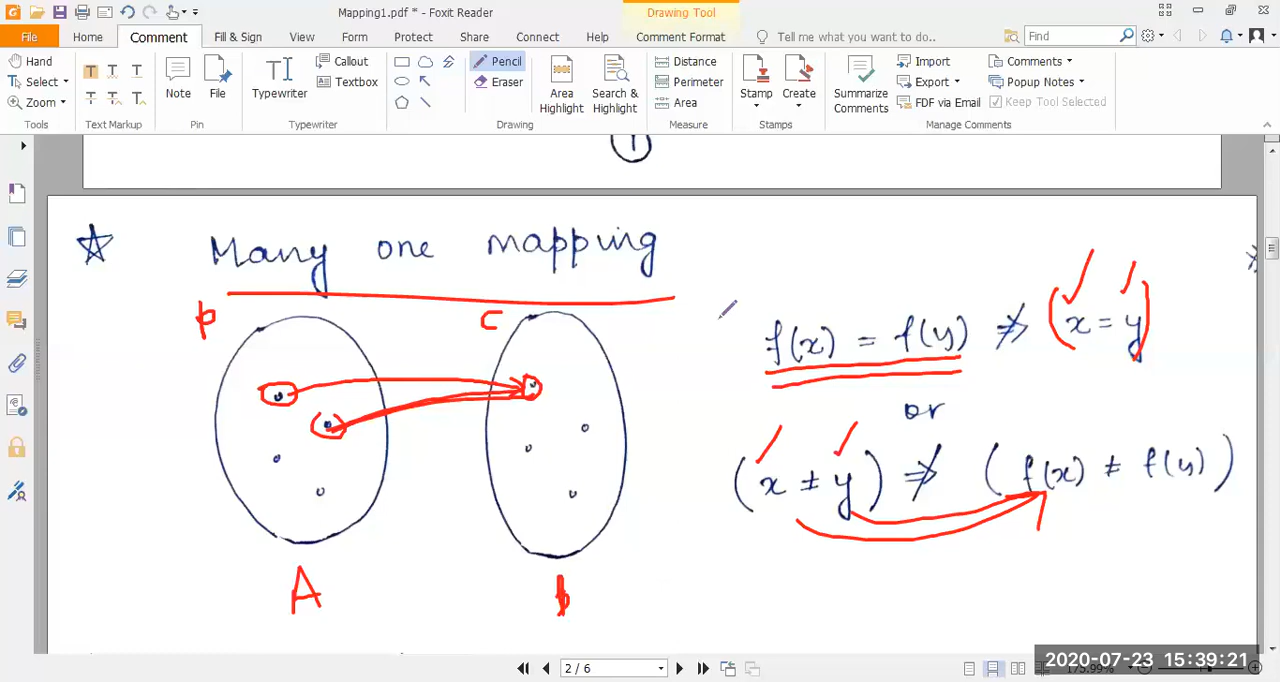 Mapping1.pdf * - Foxit Reader
Drawing Tool
File Home Comment Fill & Sign View Form Protect Share Connect Help Comment Format Tell me what you want to do.. Find
Hand
Select
Zoom
Tools
Text Markup
Note
File
Pin
Typewriter
Callout
Textbox
Typewriter
Pencil
Eraser
Area Highlight
Search & Highlight
Drawing
Distance
Perimeter
Area
Measure
Stamp
Create
Stamps
Summarize Comments
Import
Export
FDF via Email
Comments
Popup Notes
Keep Tool Selected
Manage Comments
1
☆ Many one mapping
C
f(x) = f(y) ⇏ (x = y)
or
(x ≠ y) ⇏ (f(x) ≠ f(y))
A
2 / 6
2020-07-23 15:39:21